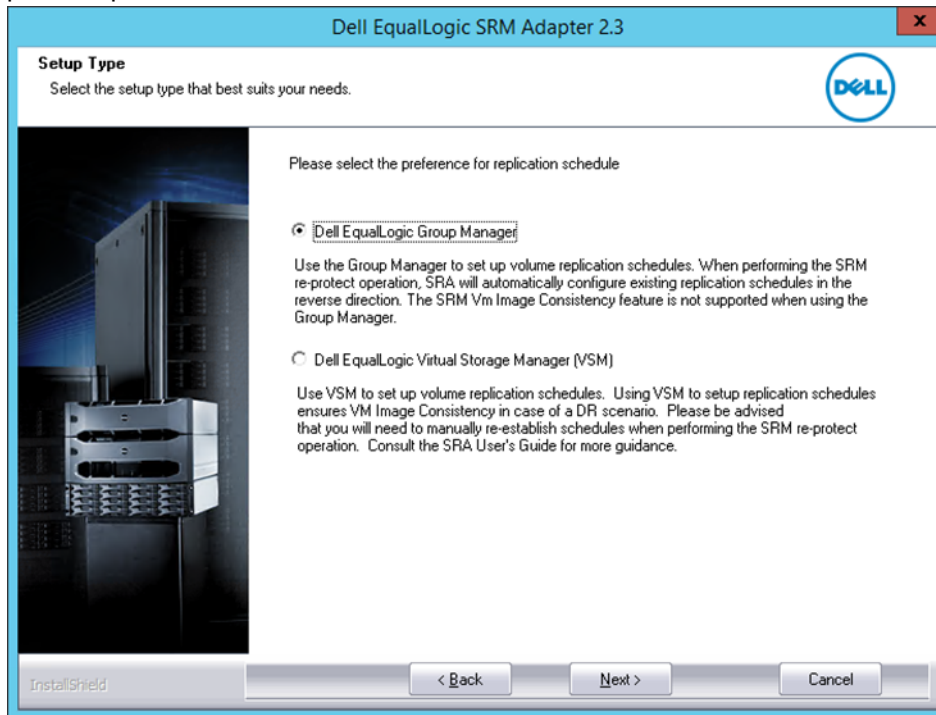 Dell EqualLogic SRM Adapter 2.3
x
Setup Type
Select the setup type that best suits your needs.
DELL
Please select the preference for replication schedule
Dell EqualLogic Group Manager
Use the Group Manager to set up volume replication schedules. When performing the SRM
re-protect operation, SRA will automatically configure existing replication schedules in the
reverse direction. The SRM Vm Image Consistency feature is not supported when using the
Group Manager.
Dell EqualLogic Virtual Storage Manager (VSM)
Use VSM to set up volume replication schedules. Using VSM to setup replication schedules
ensures VM Image Consistency in case of a DR scenario. Please be advised
that you will need to manually re-establish schedules when performing the SRM re-protect
operation. Consult the SRA User's Guide for more guidance.
InstallShield
< Back
Next >
Cancel